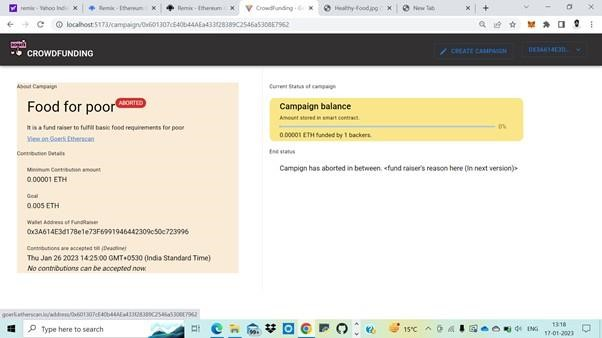 remix - Yahoo Indi
Remix - Ethereum I
Remix - Ethereum I
CrowdFunding - Go
Healthy-Food.jpg (
New Tab
localhost:5173/campaign/0x601307cE40b44AEa433f28389C2546a5308E7962
CROWDFUNDING
CREATE CAMPAIGN
0X3A614E3D...
About Campaign
Food for poor ABORTED
It is a fund raiser to fulfill basic food requirements for poor
View on Goerli Etherscan
Contribution Details
Minimum Contribution amount
0.00001 ETH
Goal
0.005 ETH
Wallet Address of FundRaiser
0x3A614E3d178e1e73F6991946442309c50c723996
Contributions are accepted till (Deadline)
Thu Jan 26 2023 14:25:00 GMT+0530 (India Standard Time)
No contributions can be accepted now.
Current Status of campaign
Campaign balance
Amount stored in smart contract.
0%
0.00001 ETH funded by 1 backers.
End status
Campign has aborted in between. <fund raiser's reason here (In next version)>
goerli.etherscan.io/address/0x601307cE40b44AEa433f28389C2546a5308E7962
Type here to search
99+
15°C
ENG
13:18
17-01-2023